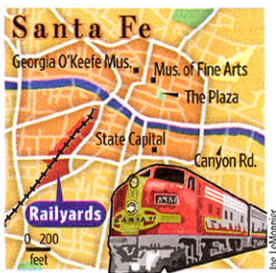 Santa Fe
Georgia O'Keefe Mus.
Mus. of Fine Arts
The Plaza
State Capital
Canyon Rd.
Railyards
0 200
feet